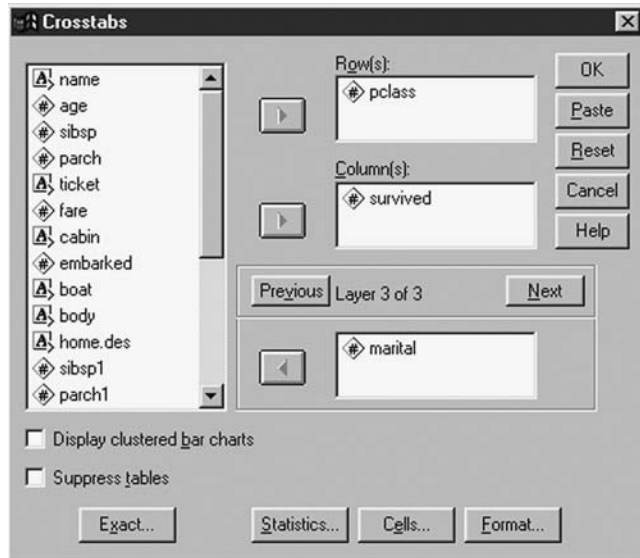 Crosstabs
name
age
sibsp
parch
ticket
fare
cabin
embarked
boat
body
home.des
sibsp1
parch1
Row(s):
pclass
Column(s):
survived
Previous
Layer 3 of 3
Next
marital
OK
Paste
Reset
Cancel
Help
Display clustered bar charts
Suppress tables
Exact...
Statistics...
Cells...
Format...